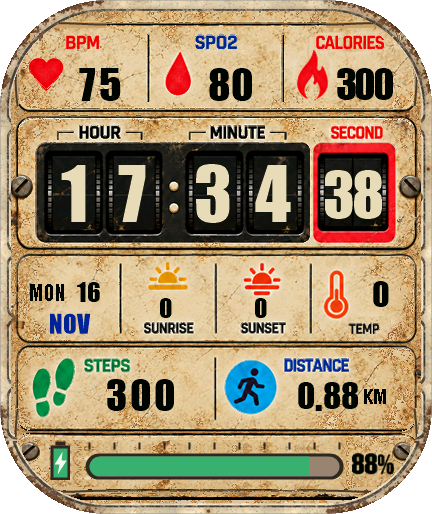 BPM SPO2 CALORIES
75 80 300
HOUR MINUTE SECOND
17:34 38
MON 16 0 0 0
NOV SUNRISE SUNSET TEMP
STEPS DISTANCE
300 0.88 KM
88%